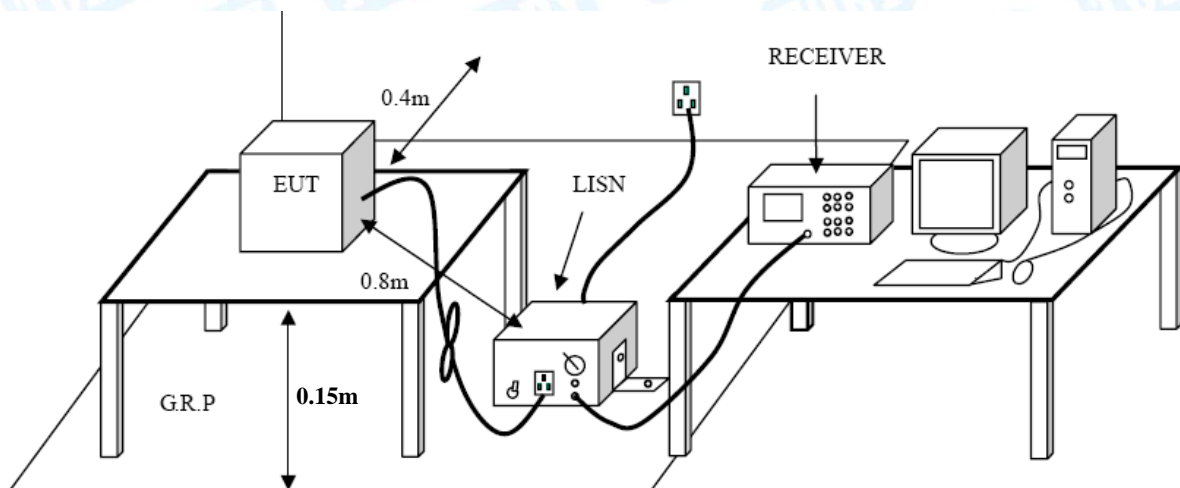 RECEIVER
0.4m
EUT
LISN
0.8m
G.R.P
0.15m